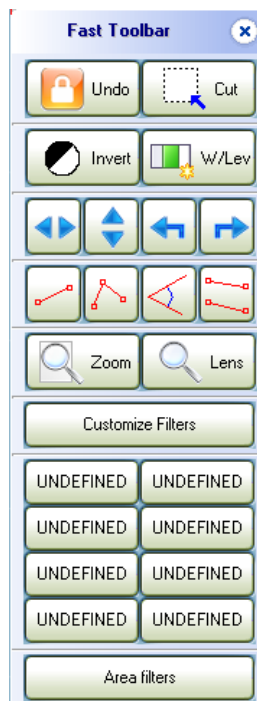 Fast Toolbar
Undo Cut
Invert W/Lev
Zoom Lens
Customize Filters
UNDEFINED UNDEFINED
UNDEFINED UNDEFINED
UNDEFINED UNDEFINED
UNDEFINED UNDEFINED
Area filters